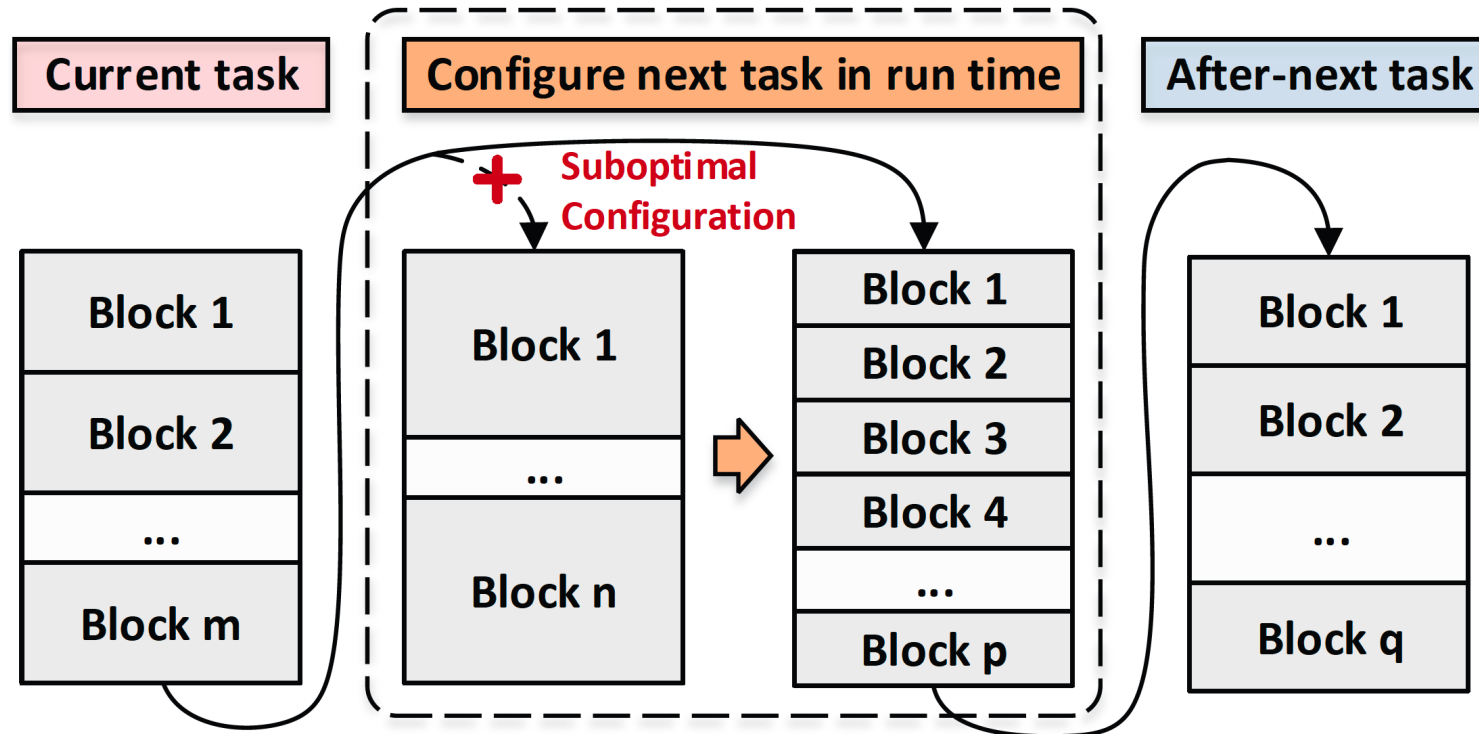 Current task
Configure next task in run time
After-next task
Suboptimal
Configuration
Block 1
Block 2
...
Block m
Block 1
...
Block n
Block 1
Block 2
Block 3
Block 4
...
Block p
Block 1
Block 2
...
Block q